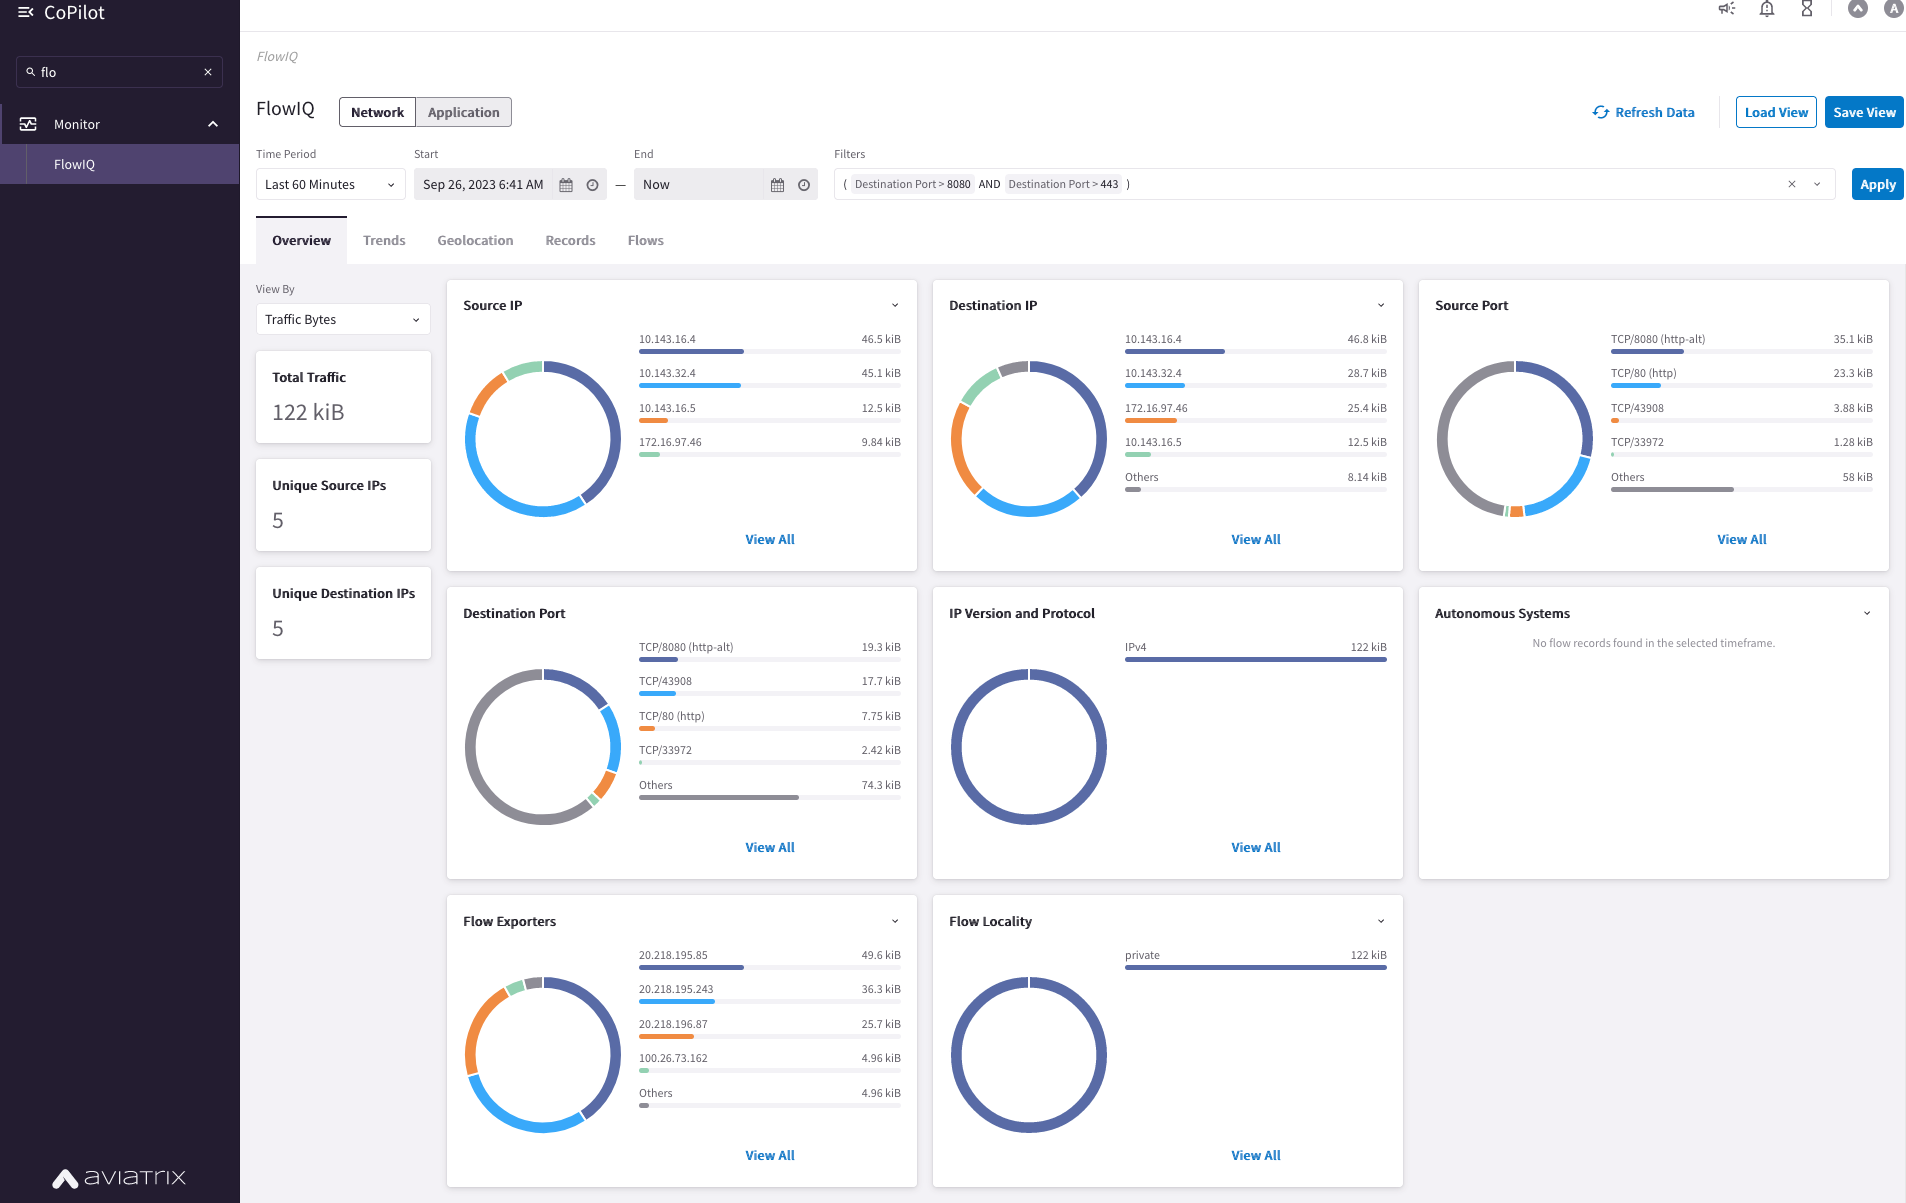 CoPilot
flo
Monitor
FlowIQ
aviatrix
A
FlowIQ
FlowIQ
Network Application
Refresh Data
Load View
Save View
Time Period
Start
End
Filters
Last 60 Minutes
Sep 26, 2023 6:41 AM
—
Now
( Destination Port > 8080 AND Destination Port > 443 )
Apply
Overview Trends Geolocation Records Flows
View By
Traffic Bytes
Total Traffic
122 kiB
Unique Source IPs
5
Unique Destination IPs
5
Source IP
10.143.16.4 46.5 kiB
10.143.32.4 45.1 kiB
10.143.16.5 12.5 kiB
172.16.97.46 9.84 kiB
View All
Destination IP
10.143.16.4 46.8 kiB
10.143.32.4 28.7 kiB
172.16.97.46 25.4 kiB
10.143.16.5 12.5 kiB
Others 8.14 kiB
View All
Source Port
TCP/8080 (http-alt) 35.1 kiB
TCP/80 (http) 23.3 kiB
TCP/43908 3.88 kiB
TCP/33972 1.28 kiB
Others 58 kiB
View All
Destination Port
TCP/8080 (http-alt) 19.3 kiB
TCP/43908 17.7 kiB
TCP/80 (http) 7.75 kiB
TCP/33972 2.42 kiB
Others 74.3 kiB
View All
IP Version and Protocol
IPv4 122 kiB
View All
Autonomous Systems
No flow records found in the selected timeframe.
Flow Exporters
20.218.195.85 49.6 kiB
20.218.195.243 36.3 kiB
20.218.196.87 25.7 kiB
100.26.73.162 4.96 kiB
Others 4.96 kiB
View All
Flow Locality
private 122 kiB
View All